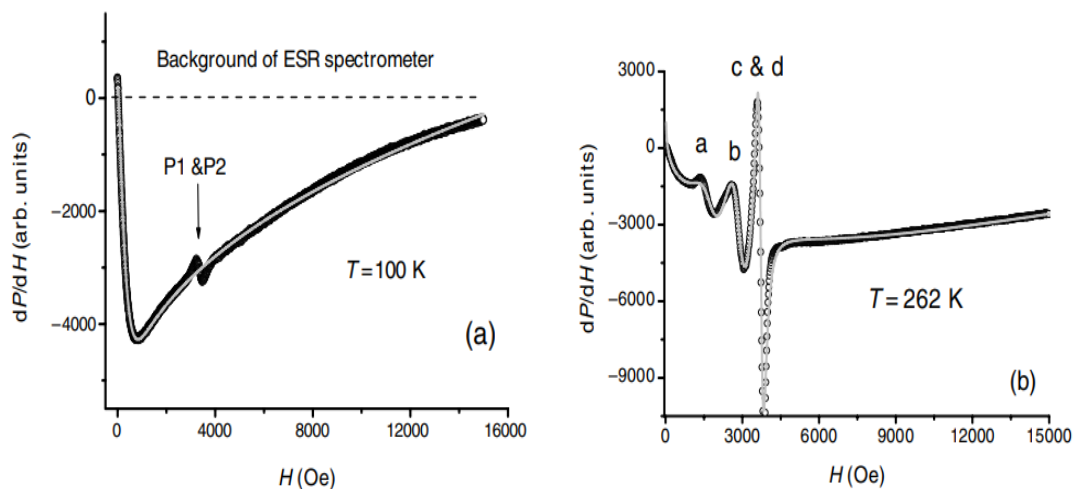 Background of ESR spectrometer
P1 &P2
T=100 K
(a)
0
−2000
−4000
dP/dH (arb. units)
0
4000
8000
12000
16000
H (Oe)
c & d
a
b
T = 262 K
(b)
3000
0
−3000
−6000
−9000
dP/dH (arb. units)
0
3000
6000
9000
12000
15000
H (Oe)